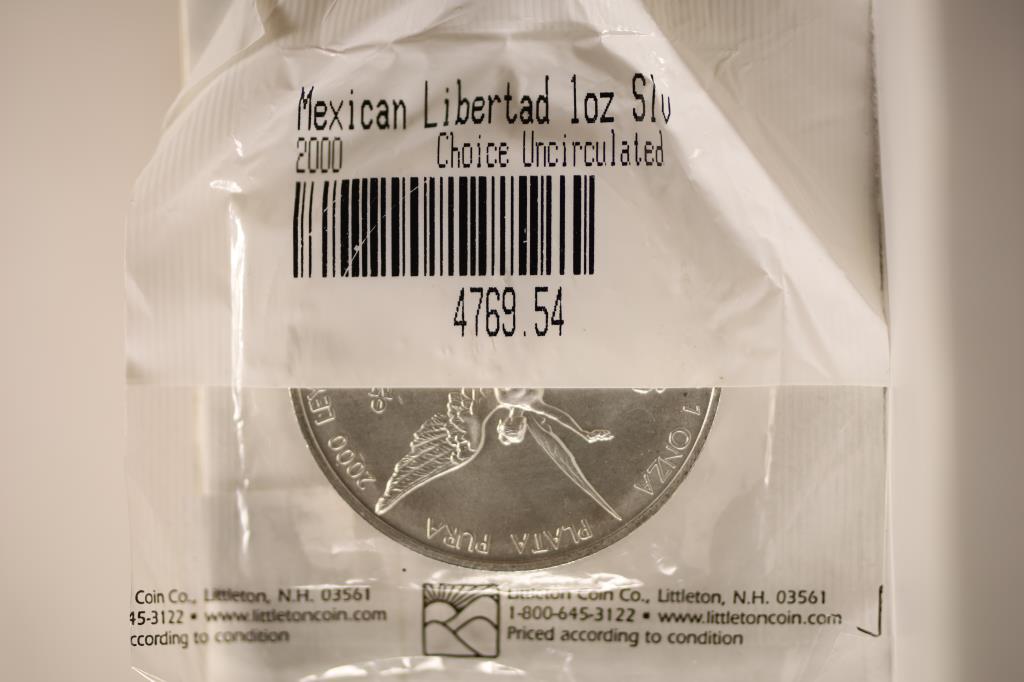 Mexican Libertad 1oz Slv
2000 Choice Uncirculated
4769.54
2000 LEY
1 ONZA
PLATA PURA
Coin Co., Littleton, N.H. 03561
45-3122 • www.littletoncoin.com
ccording to condition
Littleton Coin Co., Littleton, N.H. 03561
1-800-645-3122 • www.littletoncoin.com
Priced according to condition